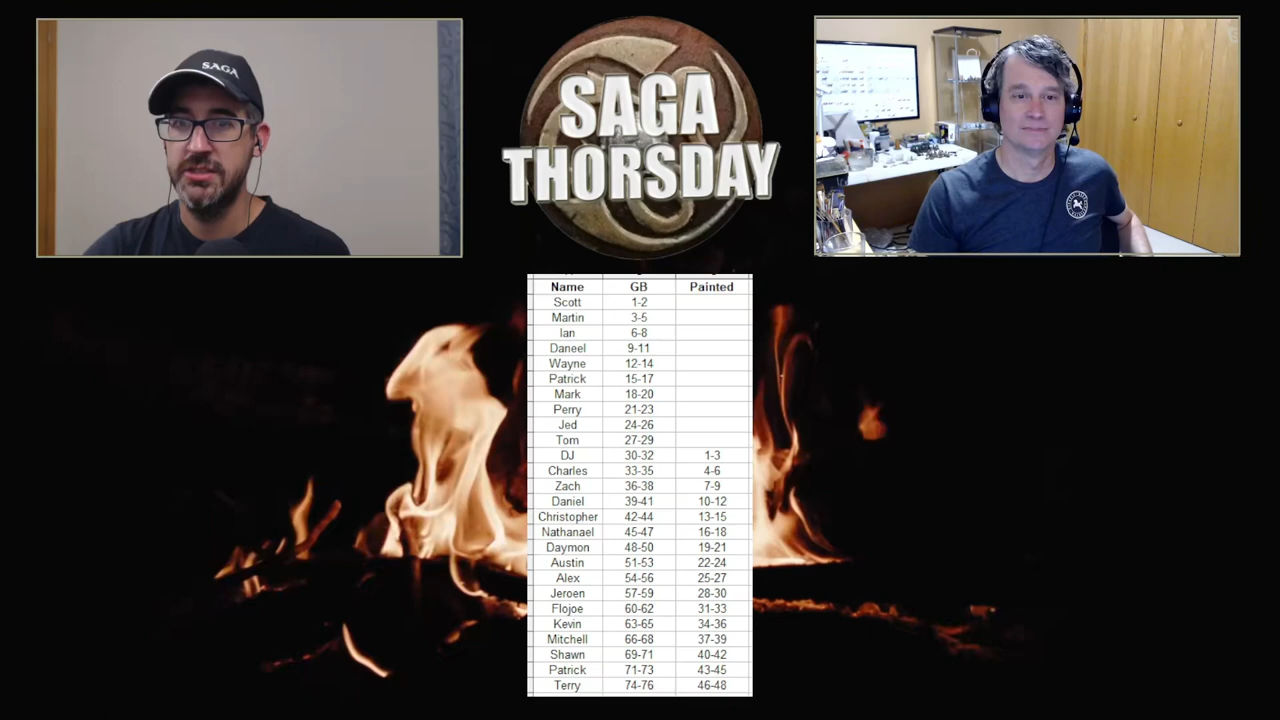 SAGA
SAGA
THORSDAY
Name GB Painted
Scott 1-2
Martin 3-5
Ian 6-8
Daneel 9-11
Wayne 12-14
Patrick 15-17
Mark 18-20
Perry 21-23
Jed 24-26
Tom 27-29
DJ 30-32 1-3
Charles 33-35 4-6
Zach 36-38 7-9
Daniel 39-41 10-12
Christopher 42-44 13-15
Nathanael 45-47 16-18
Daymon 48-50 19-21
Austin 51-53 22-24
Alex 54-56 25-27
Jeroen 57-59 28-30
Flojoe 60-62 31-33
Kevin 63-65 34-36
Mitchell 66-68 37-39
Shawn 69-71 40-42
Patrick 71-73 43-45
Terry 74-76 46-48